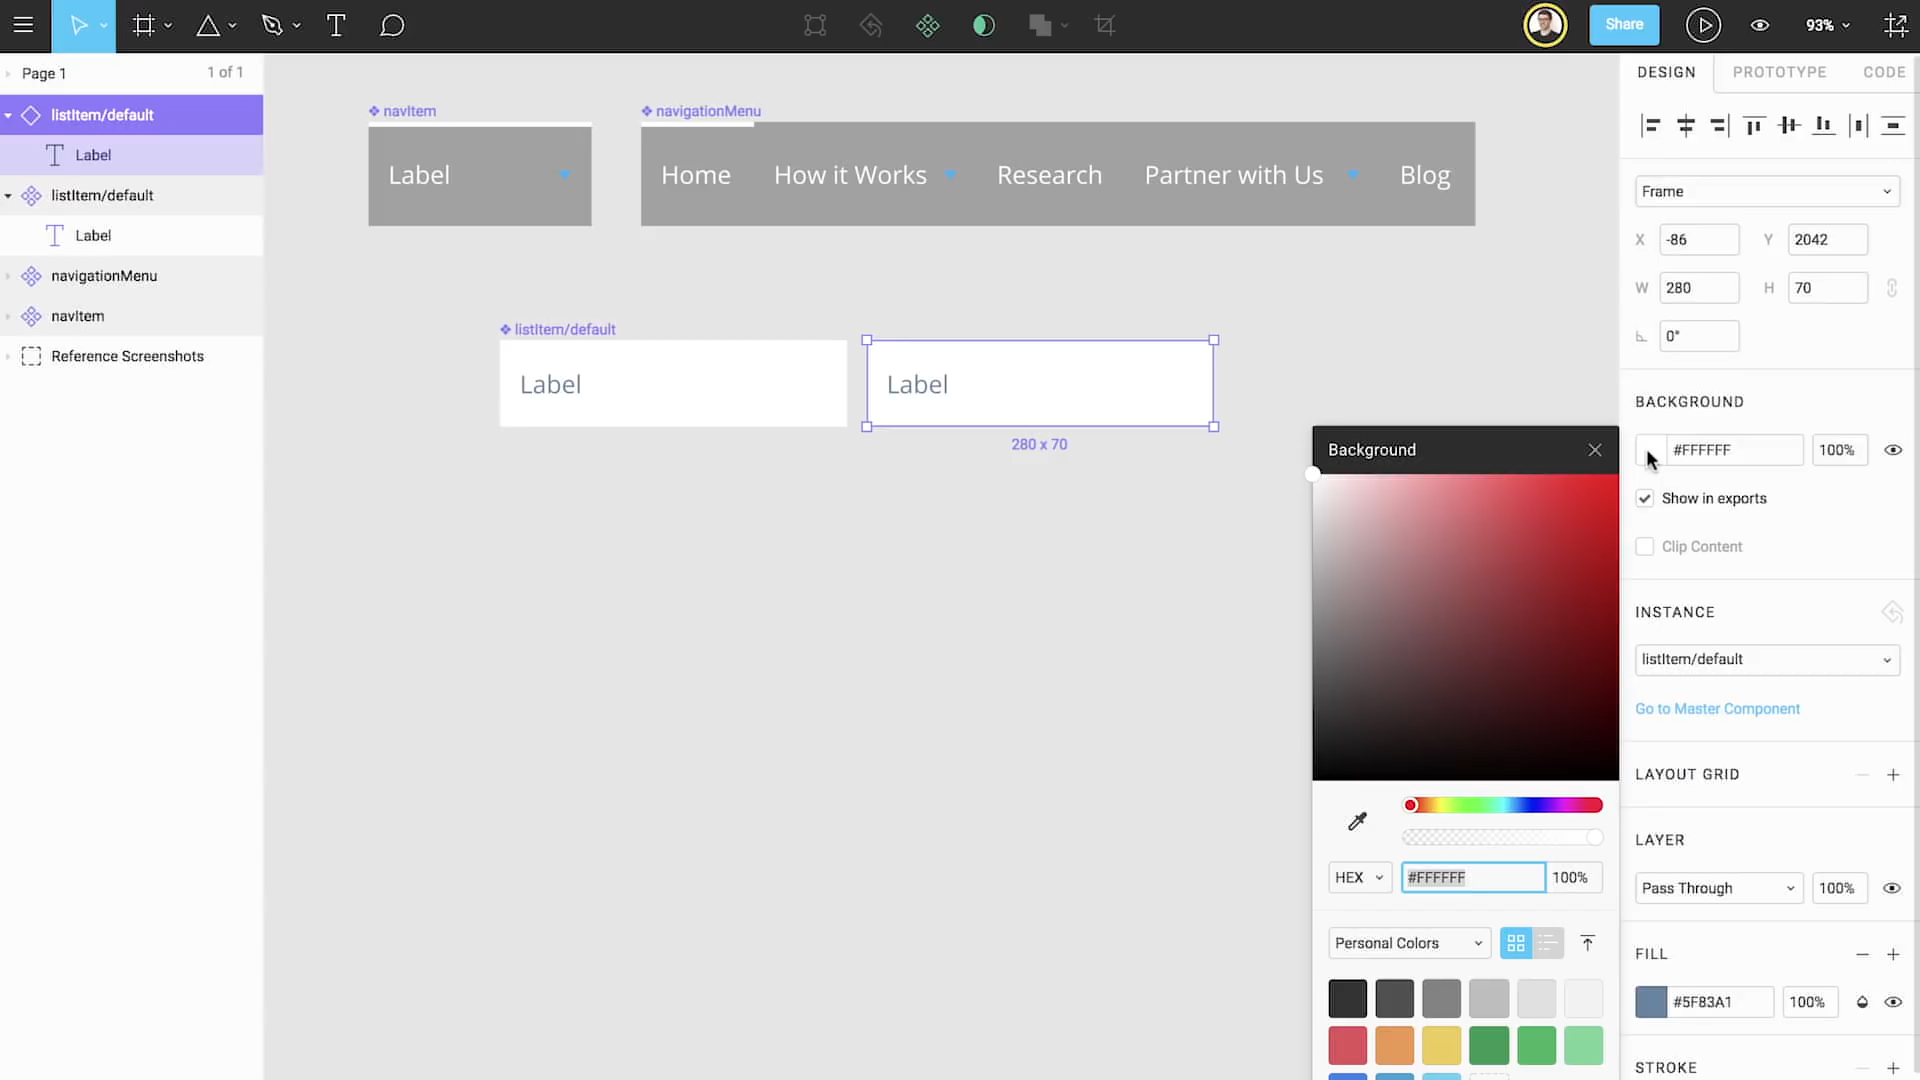 Share
93%
Page 1
1 of 1
listItem/default
Label
listItem/default
Label
navigationMenu
navItem
Reference Screenshots
navItem
Label
navigationMenu
Home
How it Works
Research
Partner with Us
Blog
listItem/default
Label
Label
280 x 70
Background
HEX
#FFFFFF
100%
Personal Colors
DESIGN
PROTOTYPE
CODE
Frame
X
-86
Y
2042
W
280
H
70
0°
BACKGROUND
#FFFFFF
100%
Show in exports
Clip Content
INSTANCE
listItem/default
Go to Master Component
LAYOUT GRID
LAYER
Pass Through
100%
FILL
#5F83A1
100%
STROKE